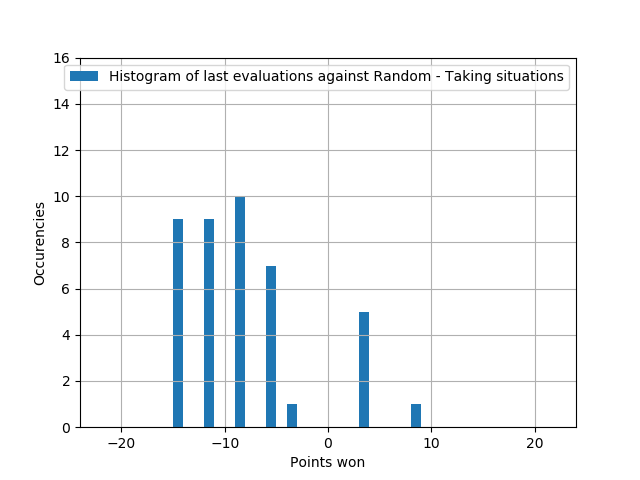 Histogram of last evaluations against Random - Taking situations
16
14
12
10
8
6
4
2
0
Occurencies
−20 −10 0 10 20
Points won